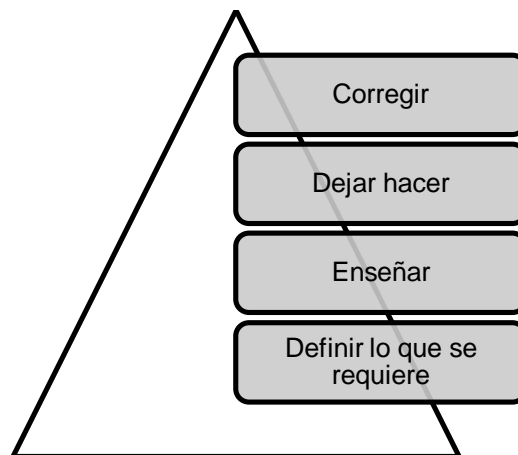 Corregir
Dejar hacer
Enseñar
Definir lo que se
requiere